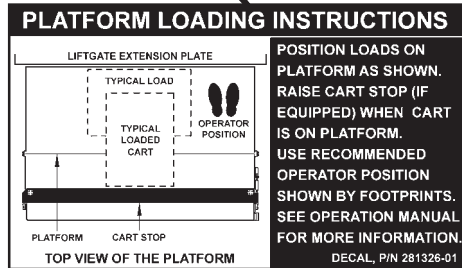 PLATFORM LOADING INSTRUCTIONS
LIFTGATE EXTENSION PLATE
TYPICAL LOAD
TYPICAL
LOADED
CART
OPERATOR
POSITION
PLATFORM
CART STOP
TOP VIEW OF THE PLATFORM
POSITION LOADS ON
PLATFORM AS SHOWN.
RAISE CART STOP (IF
EQUIPPED) WHEN CART
IS ON PLATFORM.
USE RECOMMENDED
OPERATOR POSITION
SHOWN BY FOOTPRINTS.
SEE OPERATION MANUAL
FOR MORE INFORMATION.
DECAL, P/N 281326-01